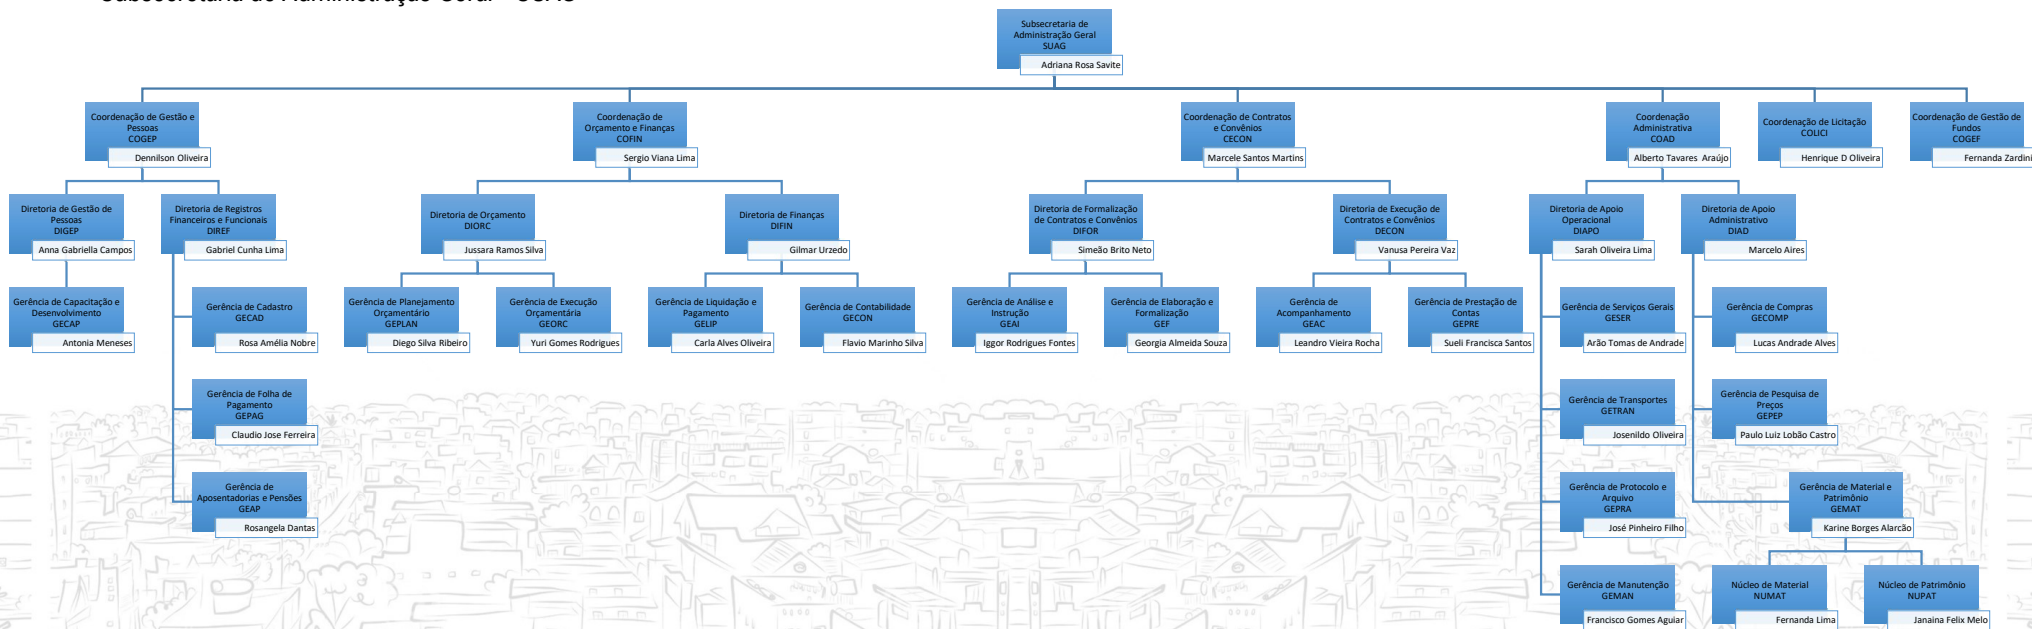 Subsecretaria de
Administração Geral
SUAG
Adriana Rosa Savite
Coordenação de Gestão e
Pessoas
COGEP
Dennilson Oliveira
Coordenação de
Orçamento e Finanças
COFIN
Sergio Viana Lima
Coordenação de Contratos
e Convênios
CECON
Marcele Santos Martins
Coordenação
Administrativa
COAD
Alberto Tavares Araújo
Coordenação de Licitação
COLICI
Henrique D Oliveira
Coordenação de Gestão de
Fundos
COGEF
Fernanda Zardini
Diretoria de Gestão de
Pessoas
DIGEP
Anna Gabriella Campos
Diretoria de Registros
Financeiros e Funcionais
DIREF
Gabriel Cunha Lima
Diretoria de Orçamento
DIORC
Jussara Ramos Silva
Diretoria de Finanças
DIFIN
Gilmar Urzedo
Diretoria de Formalização
de Contratos e Convênios
DIFOR
Simeão Brito Neto
Diretoria de Execução de
Contratos e Convênios
DECON
Vanusa Pereira Vaz
Diretoria de Apoio
Operacional
DIAPO
Sarah Oliveira Lima
Diretoria de Apoio
Administrativo
DIAD
Marcelo Aires
Gerência de Capacitação e
Desenvolvimento
GECAP
Antonia Meneses
Gerência de Cadastro
GECAD
Rosa Amélia Nobre
Gerência de Planejamento
Orçamentário
GEPLAN
Diego Silva Ribeiro
Gerência de Execução
Orçamentária
GEORC
Yuri Gomes Rodrigues
Gerência de Liquidação e
Pagamento
GELIP
Carla Alves Oliveira
Gerência de Contabilidade
GECON
Flavio Marinho Silva
Gerência de Análise e
Instrução
GEAI
Iggor Rodrigues Fontes
Gerência de Elaboração e
Formalização
GEF
Georgia Almeida Souza
Gerência de
Acompanhamento
GEAC
Leandro Vieira Rocha
Gerência de Prestação de
Contas
GEPRE
Sueli Francisca Santos
Gerência de Serviços Gerais
GESER
Arão Tomas de Andrade
Gerência de Compras
GECOMP
Lucas Andrade Alves
Gerência de Folha de
Pagamento
GEPAG
Claudio Jose Ferreira
Gerência de Transportes
GETRAN
Josenildo Oliveira
Gerência de Pesquisa de
Preços
GEPEP
Paulo Luiz Lobão Castro
Gerência de
Aposentadorias e Pensões
GEAP
Rosangela Dantas
Gerência de Protocolo e
Arquivo
GEPRA
José Pinheiro Filho
Gerência de Material e
Patrimônio
GEMAT
Karine Borges Alarcão
Gerência de Manutenção
GEMAN
Francisco Gomes Aguiar
Núcleo de Material
NUMAT
Fernanda Lima
Núcleo de Patrimônio
NUPAT
Janaina Felix Melo